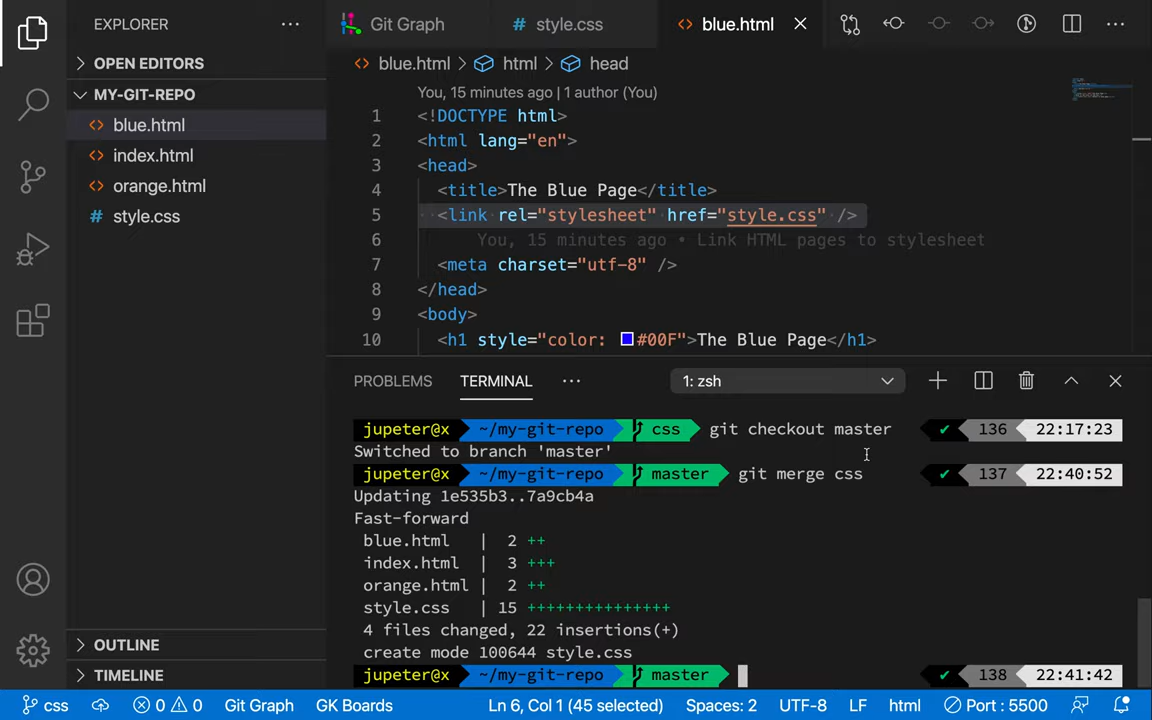 EXPLORER
OPEN EDITORS
MY-GIT-REPO
blue.html
index.html
orange.html
# style.css
OUTLINE
TIMELINE
Git Graph
# style.css
blue.html
blue.html > html > head
You, 15 minutes ago | 1 author (You)
1 <!DOCTYPE html>
2 <html lang="en">
3 <head>
4 <title>The Blue Page</title>
5 <link rel="stylesheet" href="style.css" />
6 You, 15 minutes ago • Link HTML pages to stylesheet
7 <meta charset="utf-8" />
8 </head>
9 <body>
10 <h1 style="color: #00F">The Blue Page</h1>
PROBLEMS TERMINAL ··· 1: zsh
jupeter@x ~/my-git-repo css git checkout master ✔ 136 22:17:23
Switched to branch 'master'
jupeter@x ~/my-git-repo master git merge css ✔ 137 22:40:52
Updating 1e535b3..7a9cb4a
Fast-forward
blue.html | 2 ++
index.html | 3 +++
orange.html | 2 ++
style.css | 15 +++++++++++++++
4 files changed, 22 insertions(+)
create mode 100644 style.css
jupeter@x ~/my-git-repo master ✔ 138 22:41:42
css 0 0 Git Graph GK Boards Ln 6, Col 1 (45 selected) Spaces: 2 UTF-8 LF html Port : 5500